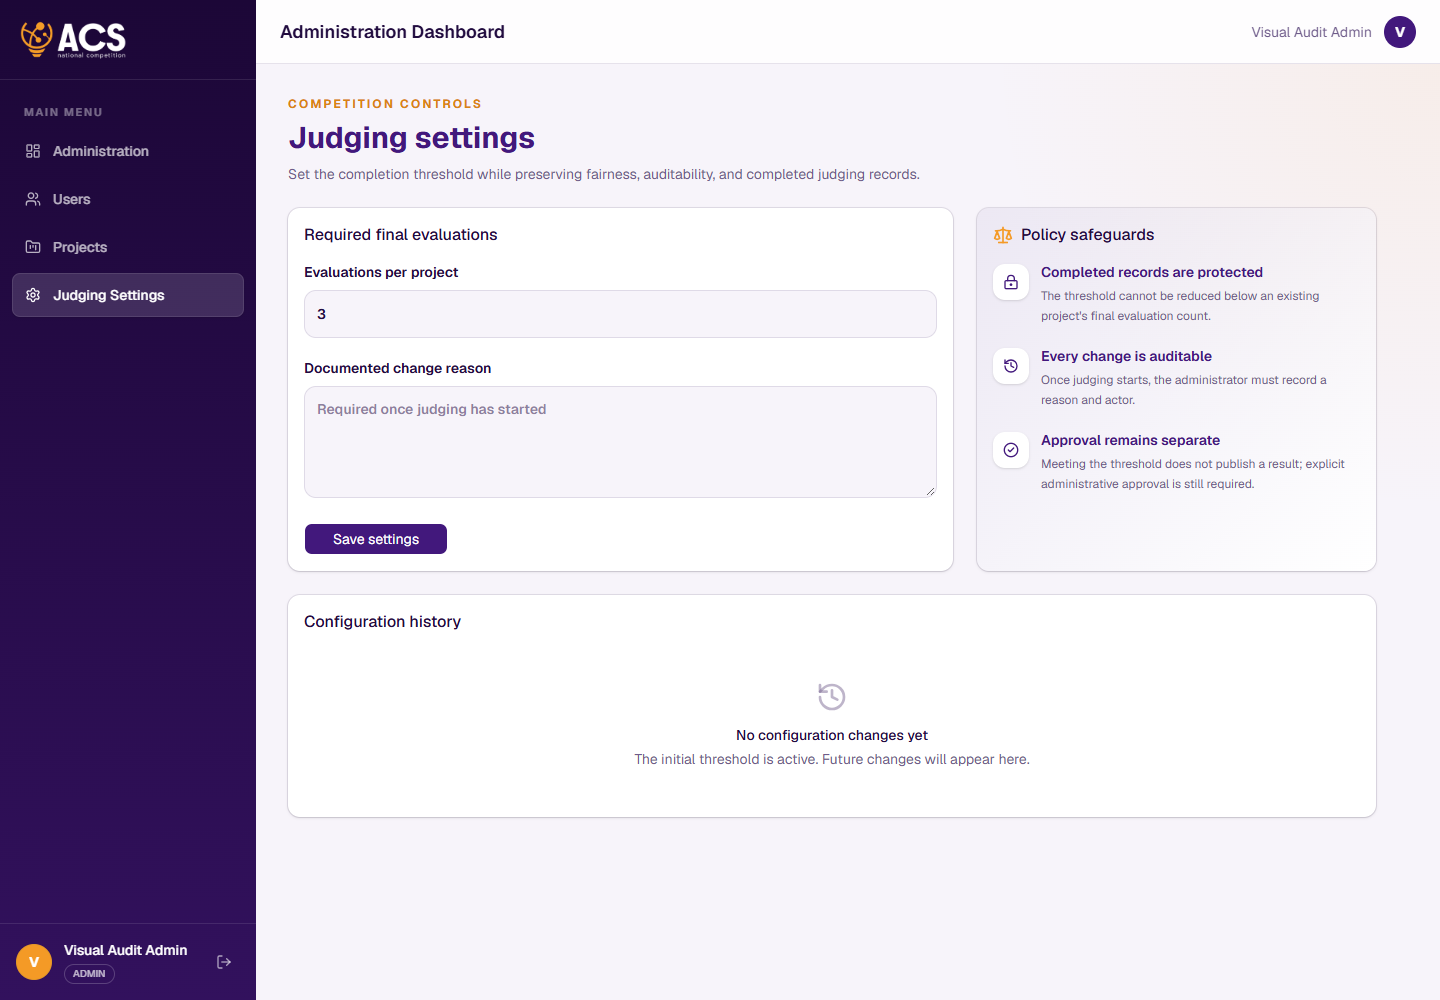 ACS
national competition
MAIN MENU
Administration
Users
Projects
Judging Settings
Visual Audit Admin
V
ADMIN
Administration Dashboard
Visual Audit Admin
V
COMPETITION CONTROLS
Judging settings
Set the completion threshold while preserving fairness, auditability, and completed judging records.
Required final evaluations
Evaluations per project
3
Documented change reason
Required once judging has started
Save settings
Policy safeguards
Completed records are protected
The threshold cannot be reduced below an existing
project's final evaluation count.
Every change is auditable
Once judging starts, the administrator must record a
reason and actor.
Approval remains separate
Meeting the threshold does not publish a result; explicit
administrative approval is still required.
Configuration history
No configuration changes yet
The initial threshold is active. Future changes will appear here.